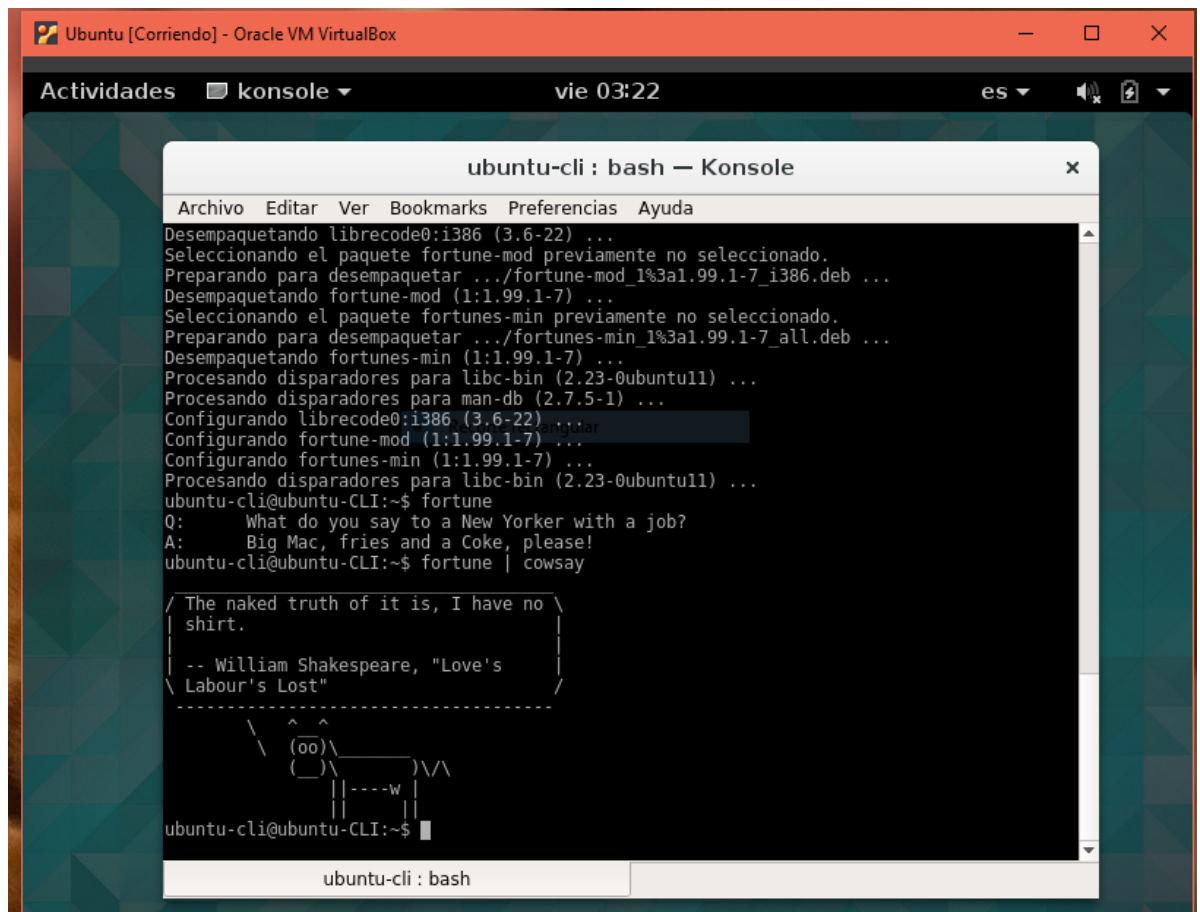 Ubuntu [Corriendo] - Oracle VM VirtualBox
Actividades konsole vie 03:22 es
ubuntu-cli : bash — Konsole
Archivo Editar Ver Bookmarks Preferencias Ayuda
Desempaquetando librecode0:i386 (3.6-22) ...
Seleccionando el paquete fortune-mod previamente no seleccionado.
Preparando para desempaquetar .../fortune-mod_1%3a1.99.1-7_i386.deb ...
Desempaquetando fortune-mod (1:1.99.1-7) ...
Seleccionando el paquete fortunes-min previamente no seleccionado.
Preparando para desempaquetar .../fortunes-min_1%3a1.99.1-7_all.deb ...
Desempaquetando fortunes-min (1:1.99.1-7) ...
Procesando disparadores para libc-bin (2.23-0ubuntu11) ...
Procesando disparadores para man-db (2.7.5-1) ...
Configurando librecode0:i386 (3.6-22) ...
Configurando fortune-mod (1:1.99.1-7) ...
Configurando fortunes-min (1:1.99.1-7) ...
Procesando disparadores para libc-bin (2.23-0ubuntu11) ...
ubuntu-cli@ubuntu-CLI:~$ fortune
Q: What do you say to a New Yorker with a job?
A: Big Mac, fries and a Coke, please!
ubuntu-cli@ubuntu-CLI:~$ fortune | cowsay
 ______________________________________
/ The naked truth of it is, I have no \
| shirt.                              |
|                                     |
| -- William Shakespeare, "Love's     |
\ Labour's Lost"                      /
 -------------------------------------
        \   ^__^
         \  (oo)\_______
            (__)\       )\/\
                ||----w |
                ||     ||
ubuntu-cli@ubuntu-CLI:~$
ubuntu-cli : bash